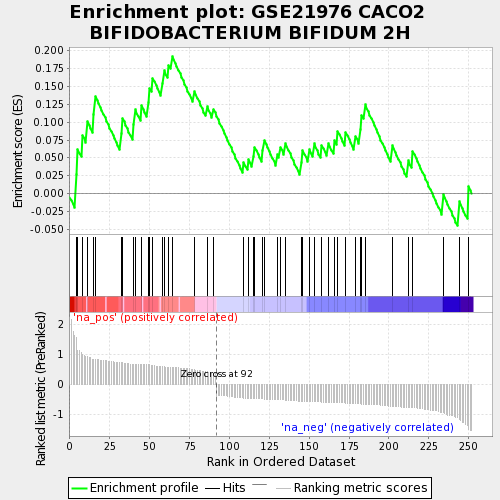 Enrichment plot: GSE21976 CACO2
BIFIDOBACTERIUM BIFIDUM 2H
Enrichment score (ES)
0.200
0.175
0.150
0.125
0.100
0.075
0.050
0.025
0.000
-0.025
-0.050
'na_pos' (positively correlated)
Zero cross at 92
'na_neg' (negatively correlated)
Ranked list metric (PreRanked)
2
1
0
-1
0 25 50 75 100 125 150 175 200 225 250
Rank in Ordered Dataset
Enrichment profile Hits Ranking metric scores